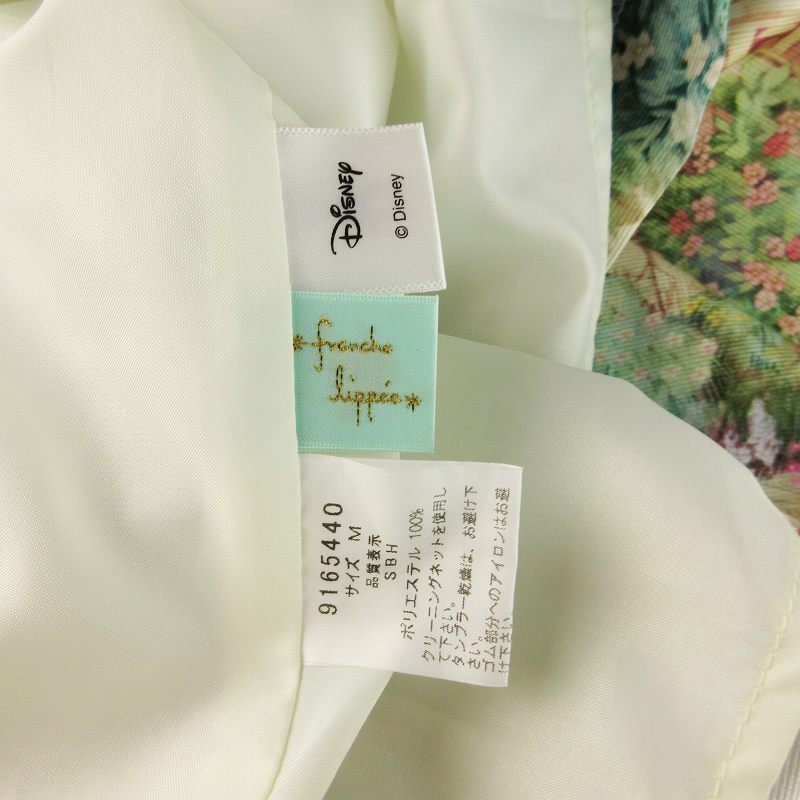 DISNEY
© Disney
*franche
lippée*
9165440
サイズ M
品質表示
SBH
ポリエステル 100%
クリーニングネットを使用し
て下さい。
タンブラー乾燥は、お避け下
さい。
ゴム部分へのアイロンはお避
け下さい。